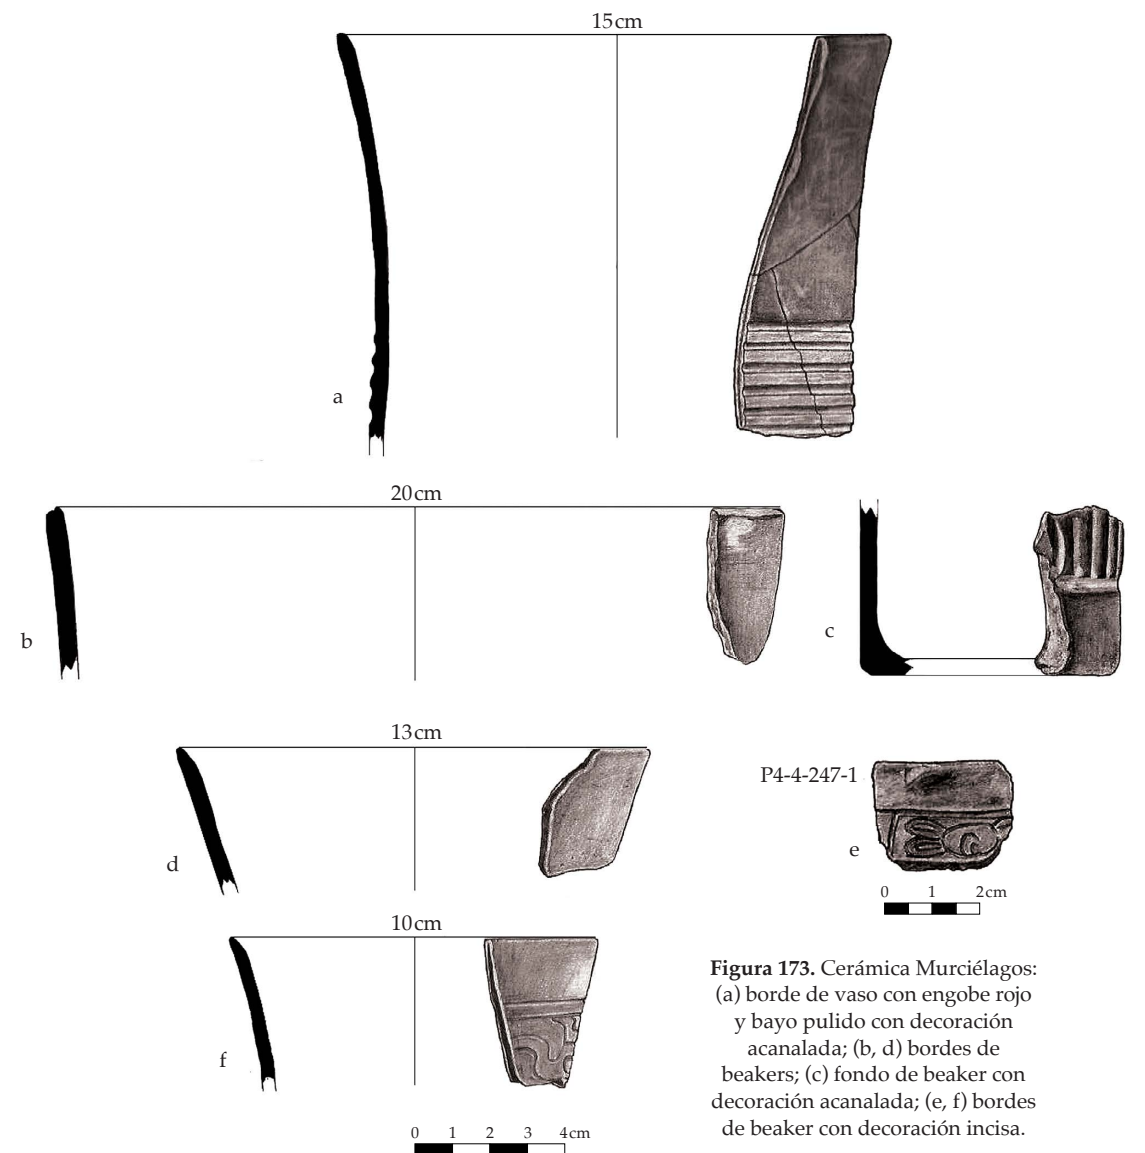 15cm
a
20cm
b
c
13cm
P4-4-247-1
d
e
0 1 2cm
10cm
f
Figura 173. Cerámica Murciélagos:
(a) borde de vaso con engobe rojo
y bayo pulido con decoración
acanalada; (b, d) bordes de
beakers; (c) fondo de beaker con
decoración acanalada; (e, f) bordes
de beaker con decoración incisa.
0 1 2 3 4cm